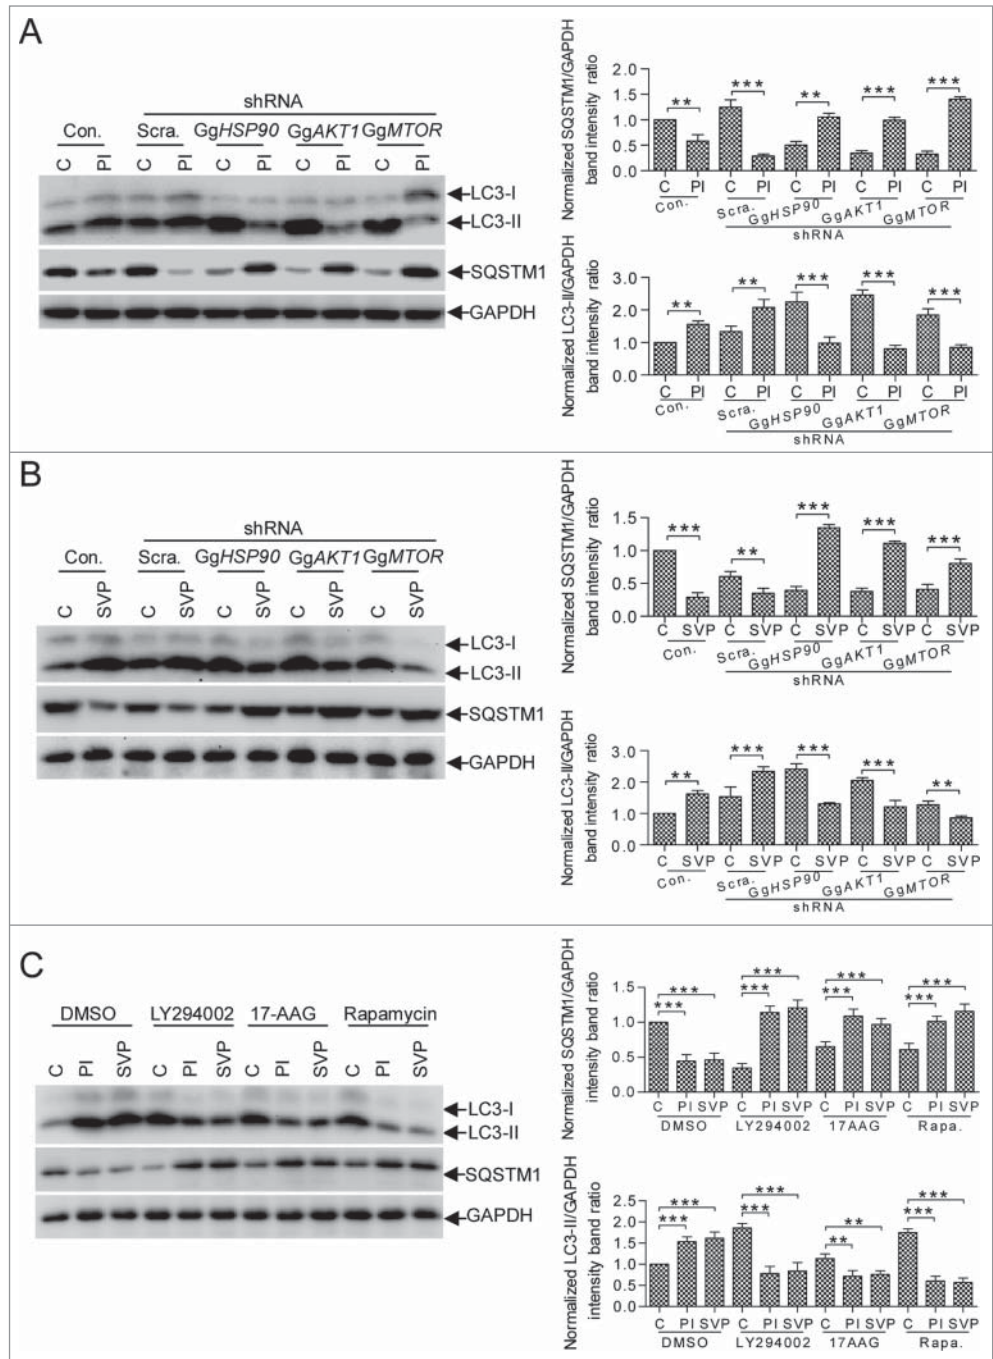 A
shRNA
Con. Scra. GgHSP90 GgAKT1 GgMTOR
C PI C PI C PI C PI C PI
LC3-I
LC3-II
SQSTM1
GAPDH
Normalized SQSTM1/GAPDH
band intensity ratio
2.0
1.5
1.0
0.5
0.0
** *** ** *** ***
C PI C PI C PI C PI C PI
Con. Scra. GgHSP90 GgAKT1 GgMTOR
shRNA
Normalized LC3-II/GAPDH
band intensity ratio
3.0
2.0
1.0
0.0
** ** *** *** ***
C PI C PI C PI C PI C PI
Con. Scra. GgHSP90 GgAKT1 GgMTOR
shRNA
B
shRNA
Con. Scra. GgHSP90 GgAKT1 GgMTOR
C SVP C SVP C SVP C SVP C SVP
LC3-I
LC3-II
SQSTM1
GAPDH
Normalized SQSTM1/GAPDH
band intensity ratio
1.5
1.0
0.5
0.0
*** ** *** *** ***
C SVP C SVP C SVP C SVP C SVP
Con. Scra. GgHSP90 GgAKT1 GgMTOR
shRNA
Normalized LC3-II/GAPDH
band intensity ratio
3.0
2.0
1.0
0.0
** *** *** *** **
C SVP C SVP C SVP C SVP C SVP
Con. Scra. GgHSP90 GgAKT1 GgMTOR
shRNA
C
DMSO LY294002 17-AAG Rapamycin
C PI SVP C PI SVP C PI SVP C PI SVP
LC3-I
LC3-II
SQSTM1
GAPDH
Normalized SQSTM1/GAPDH
intensity band ratio
1.5
1.0
0.5
0.0
*** *** *** *** *** *** *** ***
C PI SVP C PI SVP C PI SVP C PI SVP
DMSO LY294002 17AAG Rapa.
Normalized LC3-II/GAPDH
intensity band ratio
2.5
2.0
1.5
1.0
0.5
0.0
*** *** *** *** ** ** *** ***
C PI SVP C PI SVP C PI SVP C PI SVP
DMSO LY294002 17AAG Rapa.